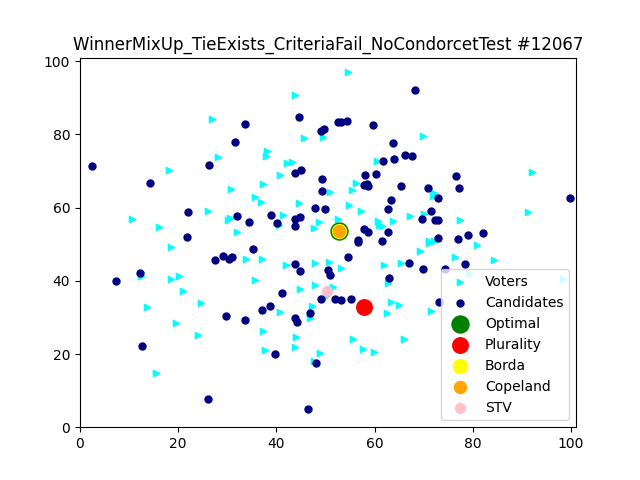 WinnerMixUp_TieExists_CriteriaFail_NoCondorcetTest #12067
100
80
60
40
20
0
0 20 40 60 80 100
Voters
Candidates
Optimal
Plurality
Borda
Copeland
STV